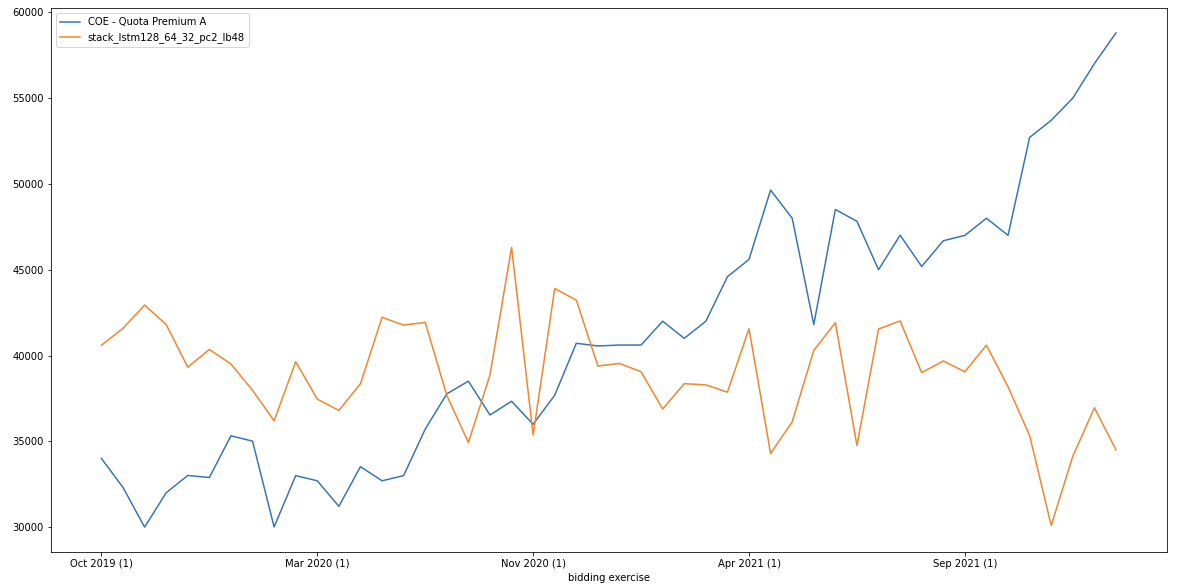 COE - Quota Premium A
stack_lstm128_64_32_pc2_lb48
60000
55000
50000
45000
40000
35000
30000
Oct 2019 (1) Mar 2020 (1) Nov 2020 (1) Apr 2021 (1) Sep 2021 (1)
bidding exercise